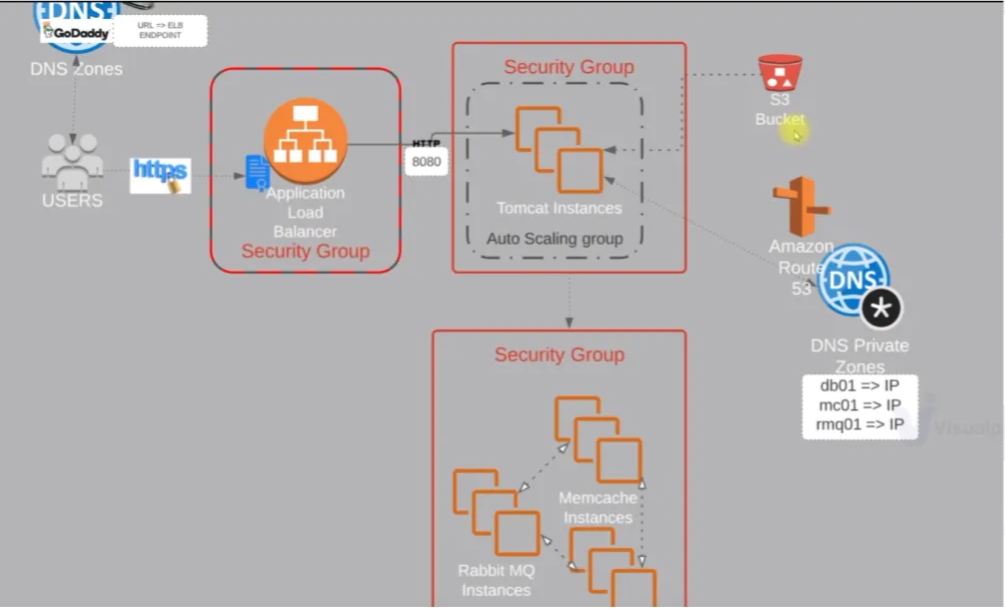 DNS
GoDaddy
URL => ELB
ENDPOINT
DNS Zones
USERS
https
Application
Load
Balancer
Security Group
HTTP
8080
Security Group
Tomcat Instances
Auto Scaling group
S3
Bucket
Amazon
Route
53
DNS
DNS Private
Zones
db01 => IP
mc01 => IP
rmq01 => IP
Security Group
Memcache
Instances
Rabbit MQ
Instances